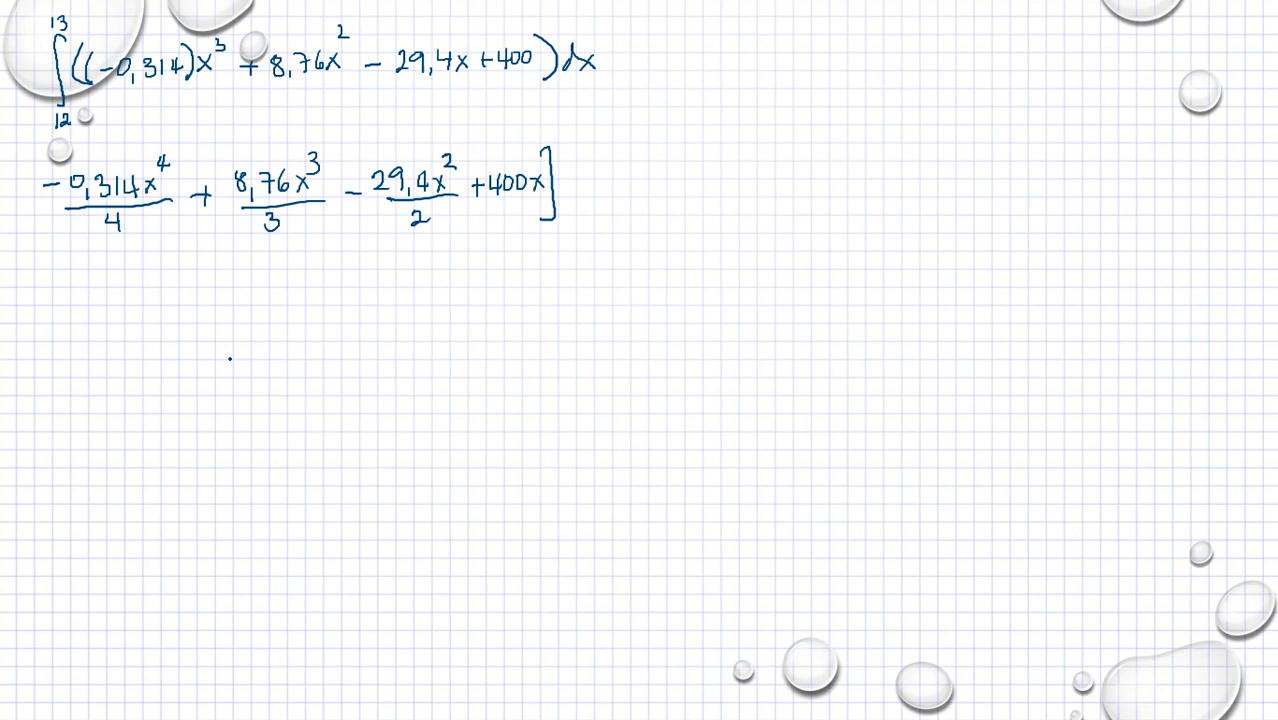 ∫₁₂¹³ ((-0,314)x³ + 8,76x² - 29,4x + 400) dx
-0,314x⁴/4 + 8,76x³/3 - 29,4x²/2 + 400x]